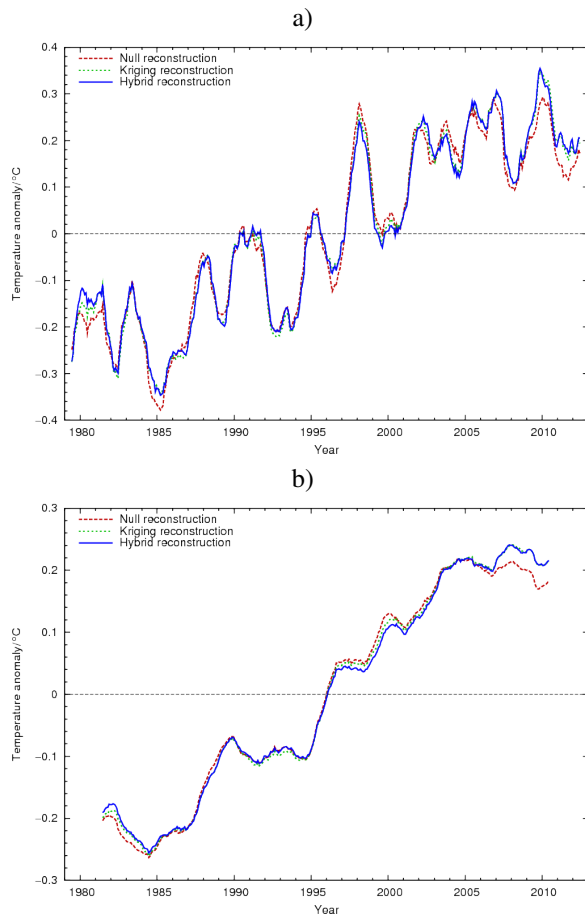 a)
0.4
0.3
0.2
0.1
0
−0.1
−0.2
−0.3
−0.4
Null reconstruction
Kriging reconstruction
Hybrid reconstruction
Temperature anomaly/°C
1980 1985 1990 1995 2000 2005 2010
Year
b)
0.3
0.2
0.1
0
−0.1
−0.2
−0.3
Null reconstruction
Kriging reconstruction
Hybrid reconstruction
Temperature anomaly/°C
1980 1985 1990 1995 2000 2005 2010
Year